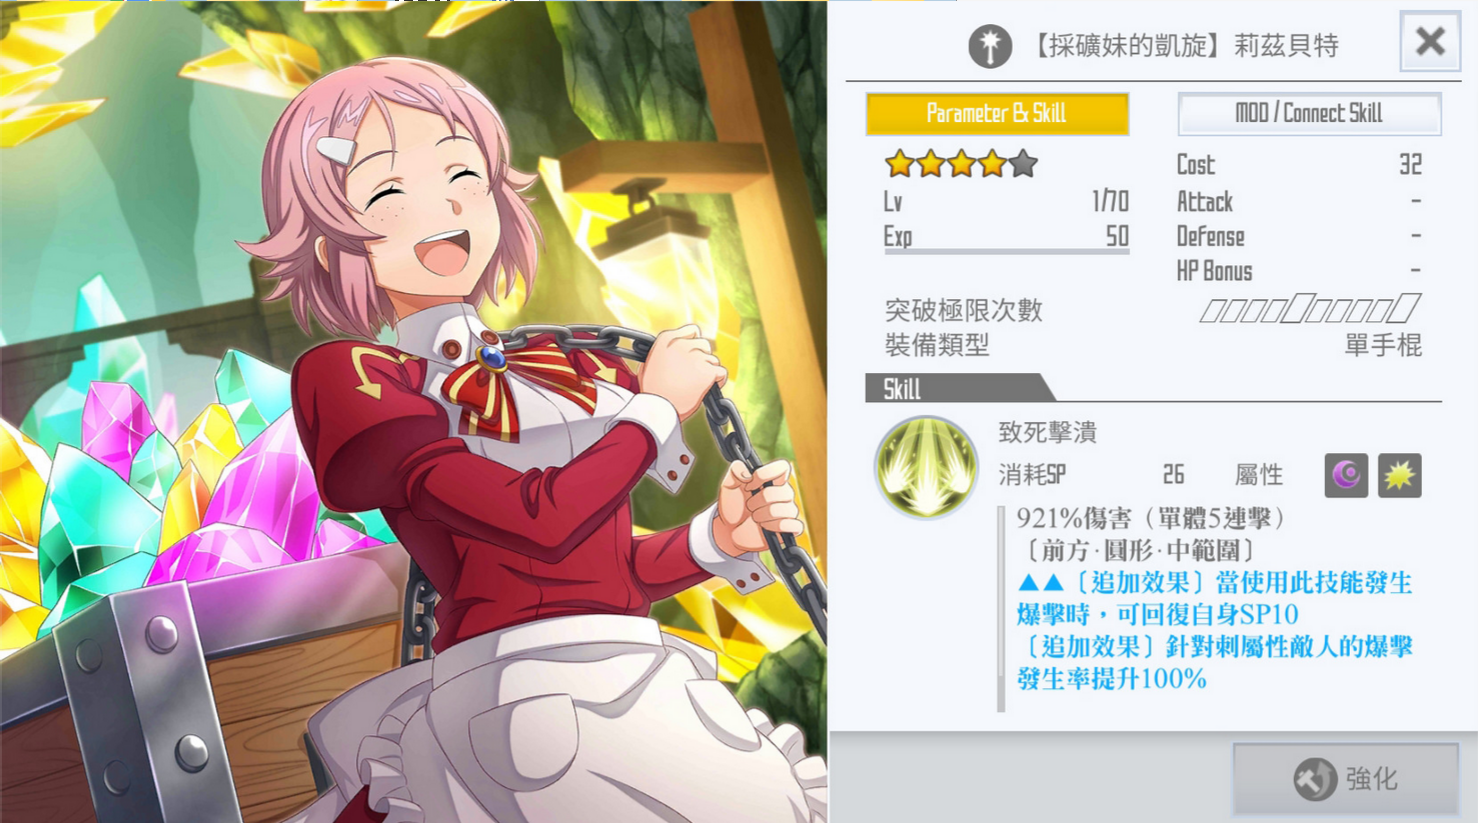 【採礦妹的凱旋】莉茲貝特
Parameter & Skill
MOD / Connect Skill
Lv 1/70
Exp 50
Cost 32
Attack -
Defense -
HP Bonus -
突破極限次數
裝備類型 單手棍
Skill
致死擊潰
消耗SP 26 屬性
921%傷害（單體5連擊）
〔前方·圓形·中範圍〕
▲▲〔追加效果〕當使用此技能發生
爆擊時，可回復自身SP10
〔追加效果〕針對刺屬性敵人的爆擊
發生率提升100%
強化